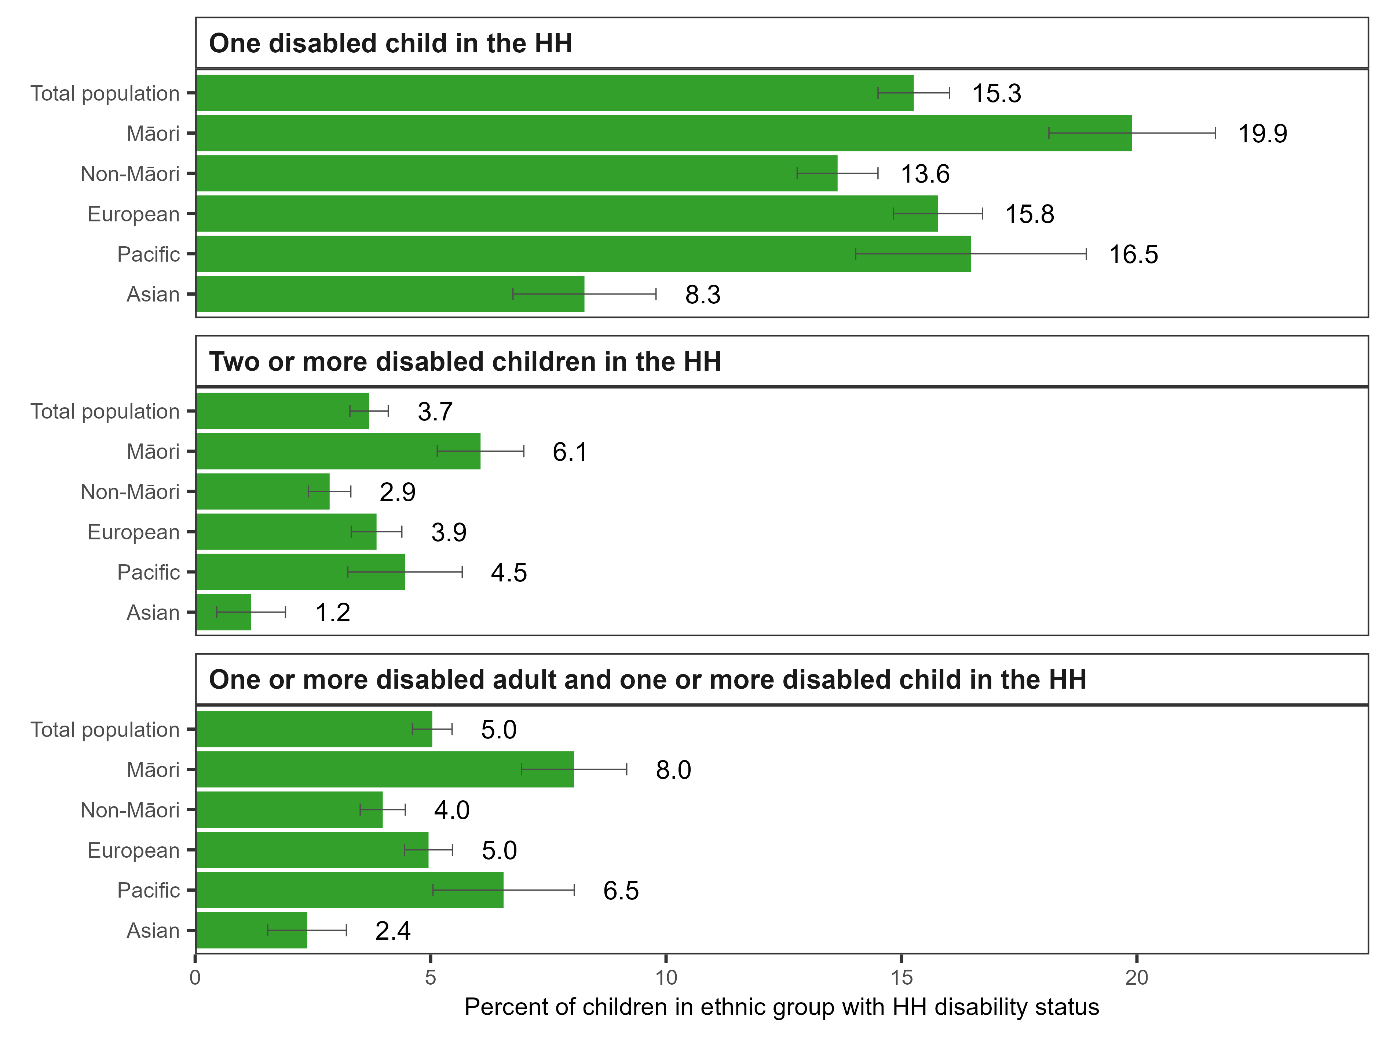 One disabled child in the HH
Total population 15.3
Māori 19.9
Non-Māori 13.6
European 15.8
Pacific 16.5
Asian 8.3
Two or more disabled children in the HH
Total population 3.7
Māori 6.1
Non-Māori 2.9
European 3.9
Pacific 4.5
Asian 1.2
One or more disabled adult and one or more disabled child in the HH
Total population 5.0
Māori 8.0
Non-Māori 4.0
European 5.0
Pacific 6.5
Asian 2.4
0 5 10 15 20
Percent of children in ethnic group with HH disability status